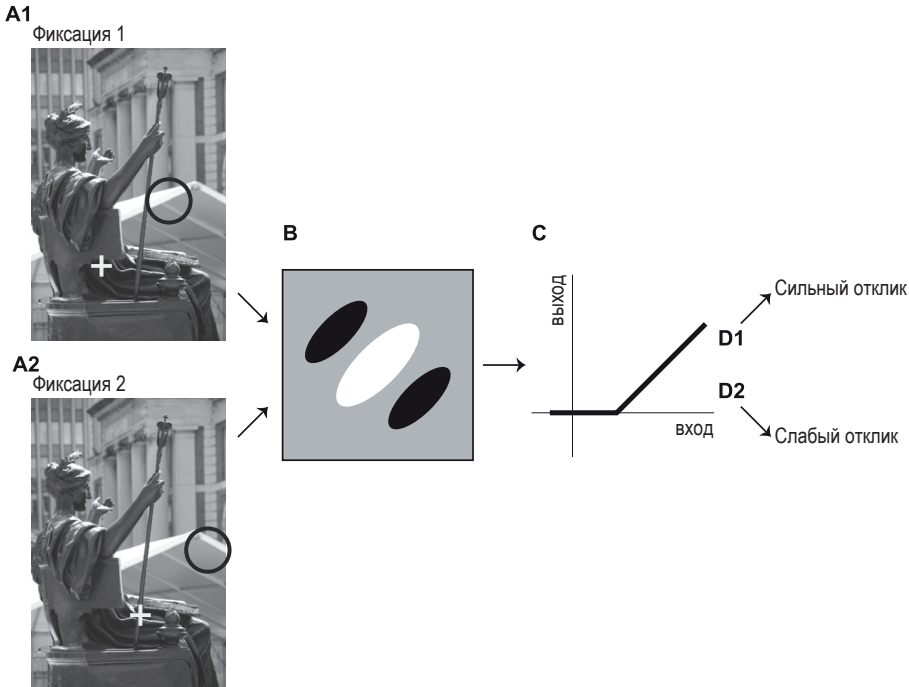 A1
Фиксация 1
A2
Фиксация 2
B
C
выход
вход
D1
D2
Сильный отклик
Слабый отклик